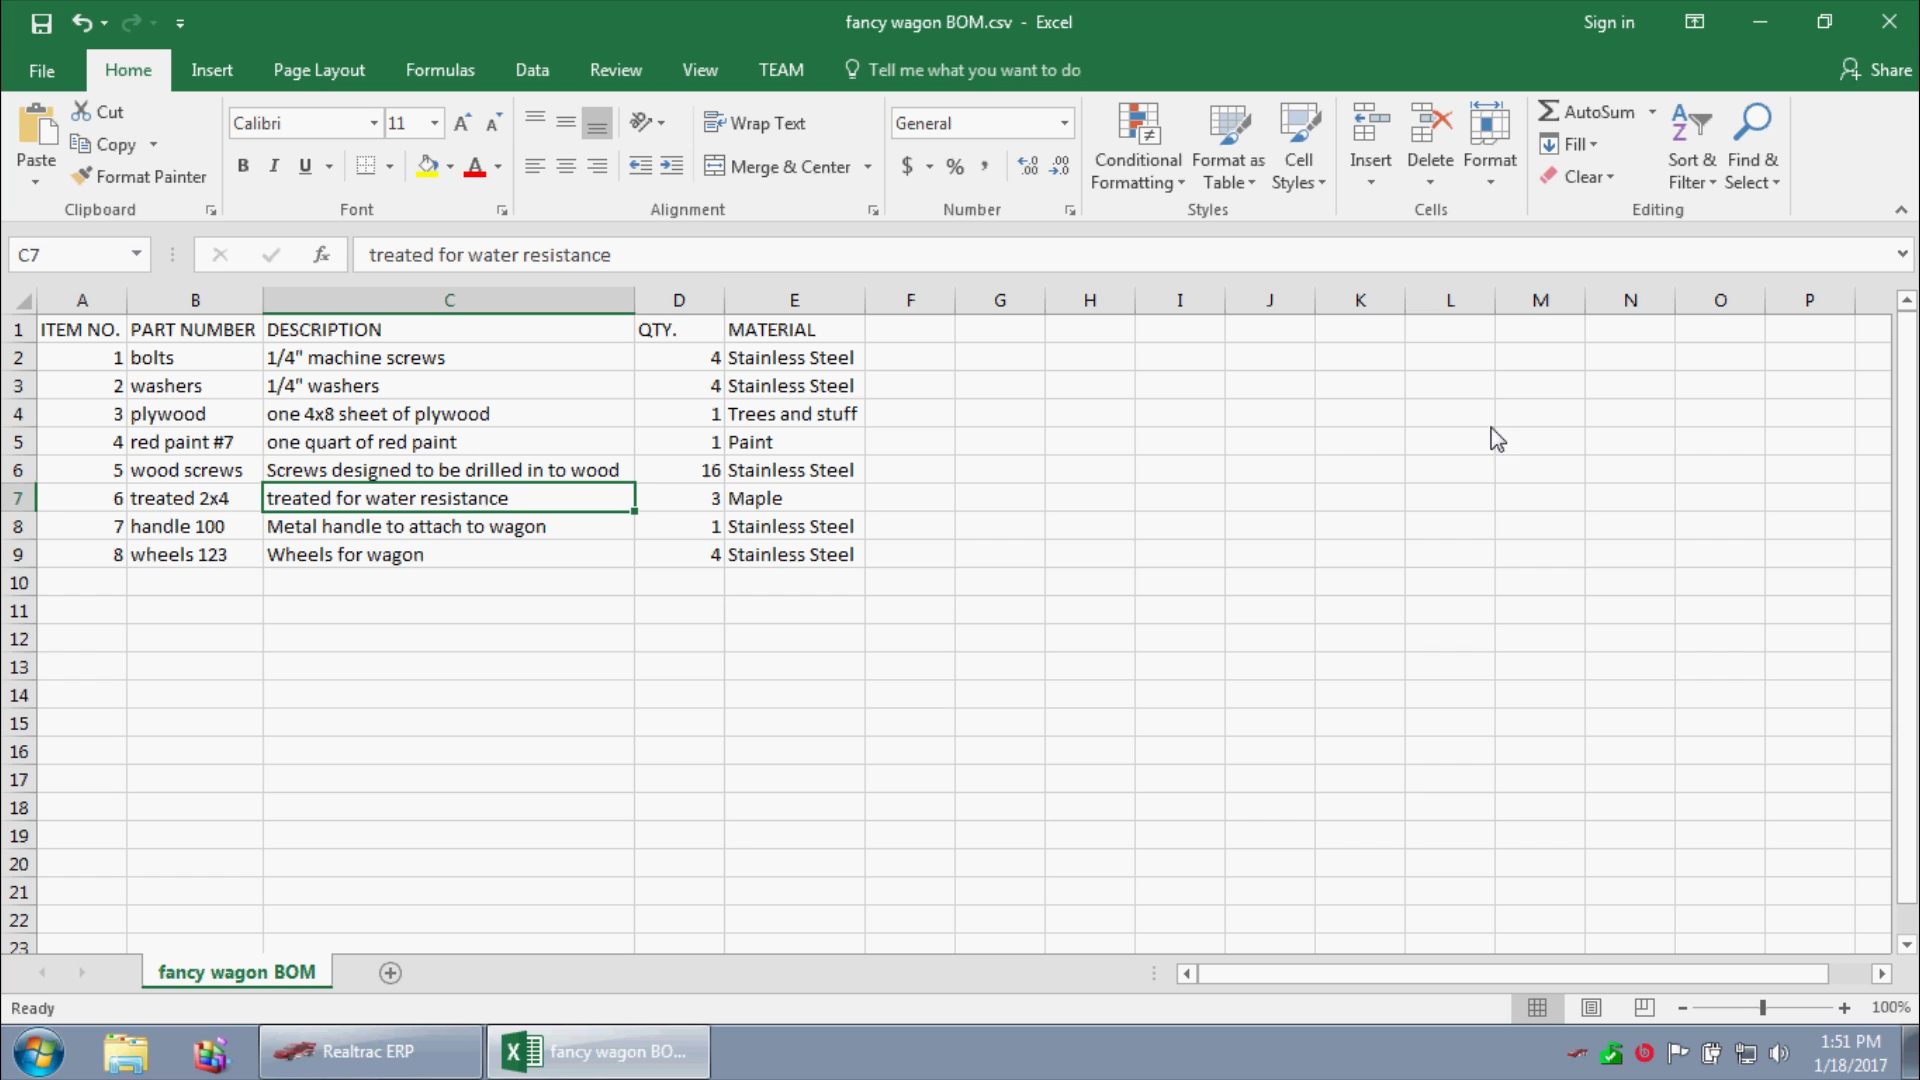 fancy wagon BOM.csv - Excel
Sign in
File Home Insert Page Layout Formulas Data Review View TEAM Tell me what you want to do Share
Paste
Cut
Copy
Format Painter
Clipboard
Calibri 11 A A
B I U A
Font
Wrap Text
Merge & Center
Alignment
General
$ % , .00 .00
Number
Conditional Formatting
Format as Table
Cell Styles
Styles
Insert Delete Format
Cells
AutoSum
Fill
Clear
Sort & Filter
Find & Select
Editing
C7 fx treated for water resistance
A B C D E F G H I J K L M N O P
1 ITEM NO. PART NUMBER DESCRIPTION QTY. MATERIAL
2 1 bolts 1/4" machine screws 4 Stainless Steel
3 2 washers 1/4" washers 4 Stainless Steel
4 3 plywood one 4x8 sheet of plywood 1 Trees and stuff
5 4 red paint #7 one quart of red paint 1 Paint
6 5 wood screws Screws designed to be drilled in to wood 16 Stainless Steel
7 6 treated 2x4 treated for water resistance 3 Maple
8 7 handle 100 Metal handle to attach to wagon 1 Stainless Steel
9 8 wheels 123 Wheels for wagon 4 Stainless Steel
10
11
12
13
14
15
16
17
18
19
20
21
22
23
fancy wagon BOM
Ready 100%
Realtrac ERP fancy wagon BO...
1:51 PM
1/18/2017